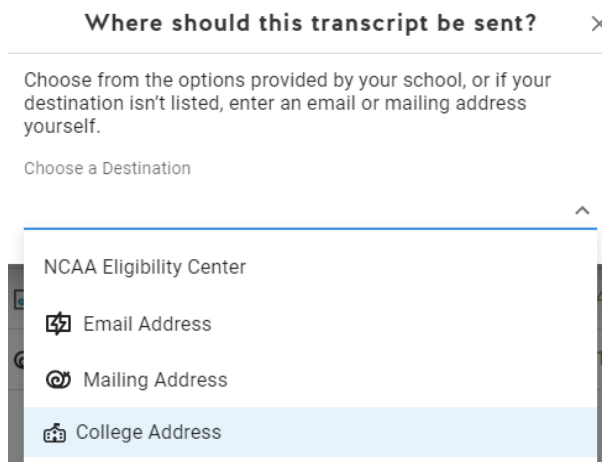 Where should this transcript be sent?
Choose from the options provided by your school, or if your
destination isn't listed, enter an email or mailing address
yourself.
Choose a Destination
NCAA Eligibility Center
Email Address
Mailing Address
College Address